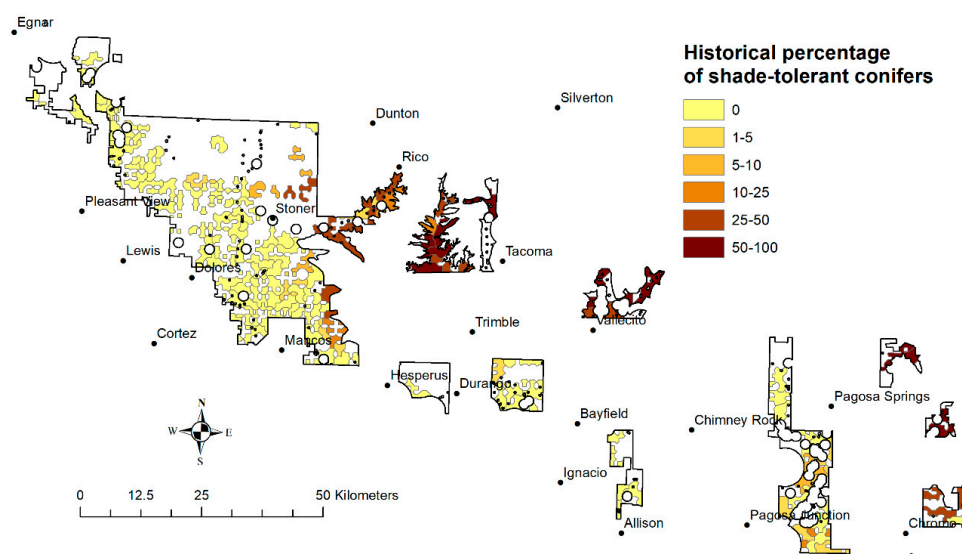 Egnar
Silverton
Dunton
Rico
Pleasant View
Stoner
Lewis
Dolores
Tacoma
Cortez
Mancos
Trimble
Vallecito
Hesperus
Durango
Bayfield
Chimney Rock
Pagosa Springs
Ignacio
Allison
Pagosa Junction
Chromo
Historical percentage
of shade-tolerant conifers
0
1-5
5-10
10-25
25-50
50-100
N
W E
S
0 12.5 25 50 Kilometers